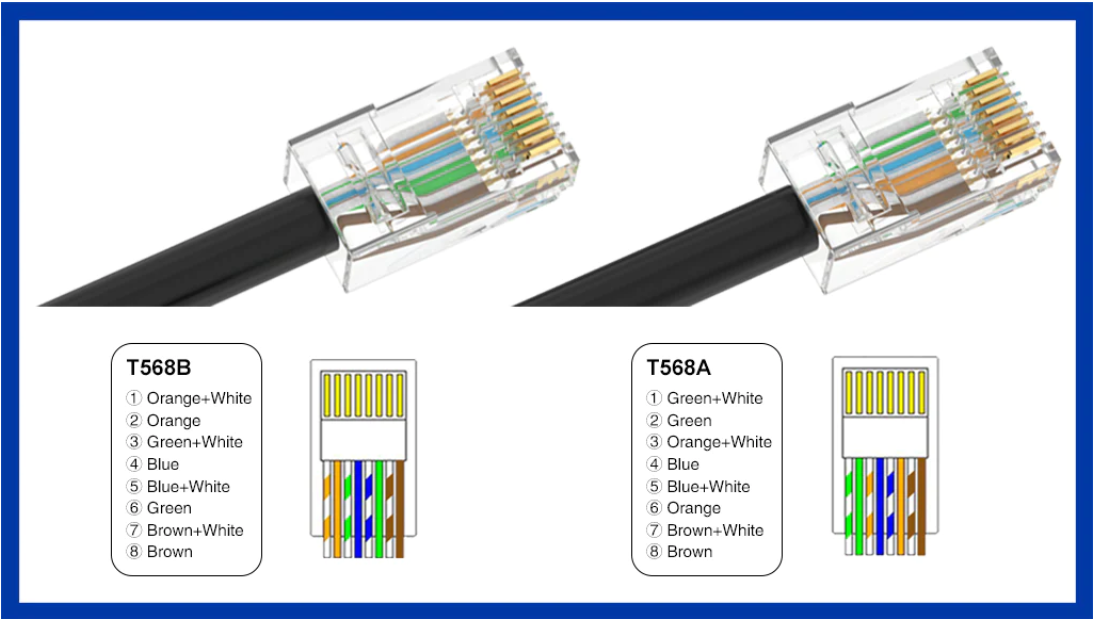 T568B
① Orange+White
② Orange
③ Green+White
④ Blue
⑤ Blue+White
⑥ Green
⑦ Brown+White
⑧ Brown
T568A
① Green+White
② Green
③ Orange+White
④ Blue
⑤ Blue+White
⑥ Orange
⑦ Brown+White
⑧ Brown